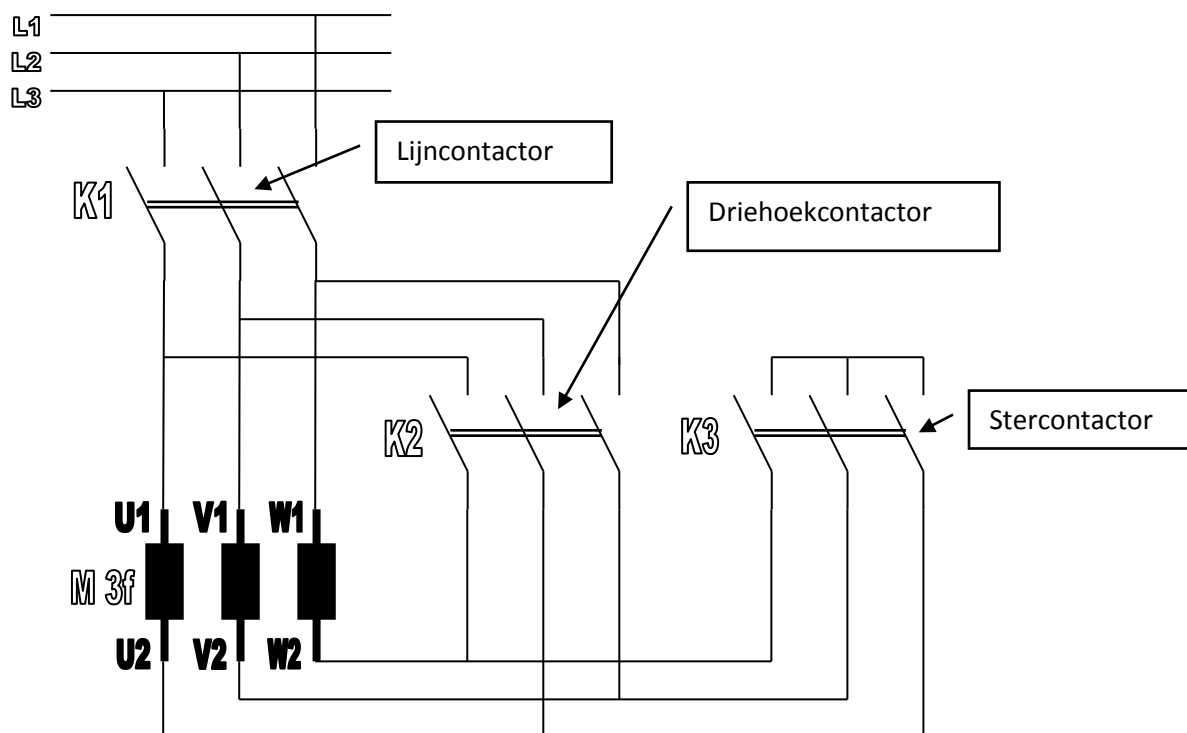 L1
L2
L3
Lijncontactor
K1
Driehoekcontactor
K2
K3
Stercontactor
U1 V1 W1
M 3f
U2 V2 W2